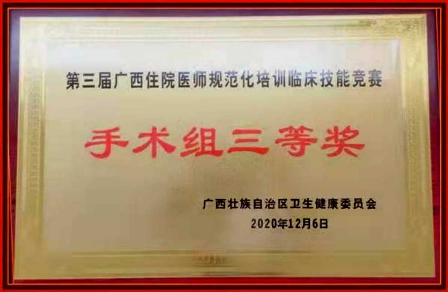 第三届广西住院医师规范化培训临床技能竞赛
手术组三等奖
广西壮族自治区卫生健康委员会
2020年12月6日